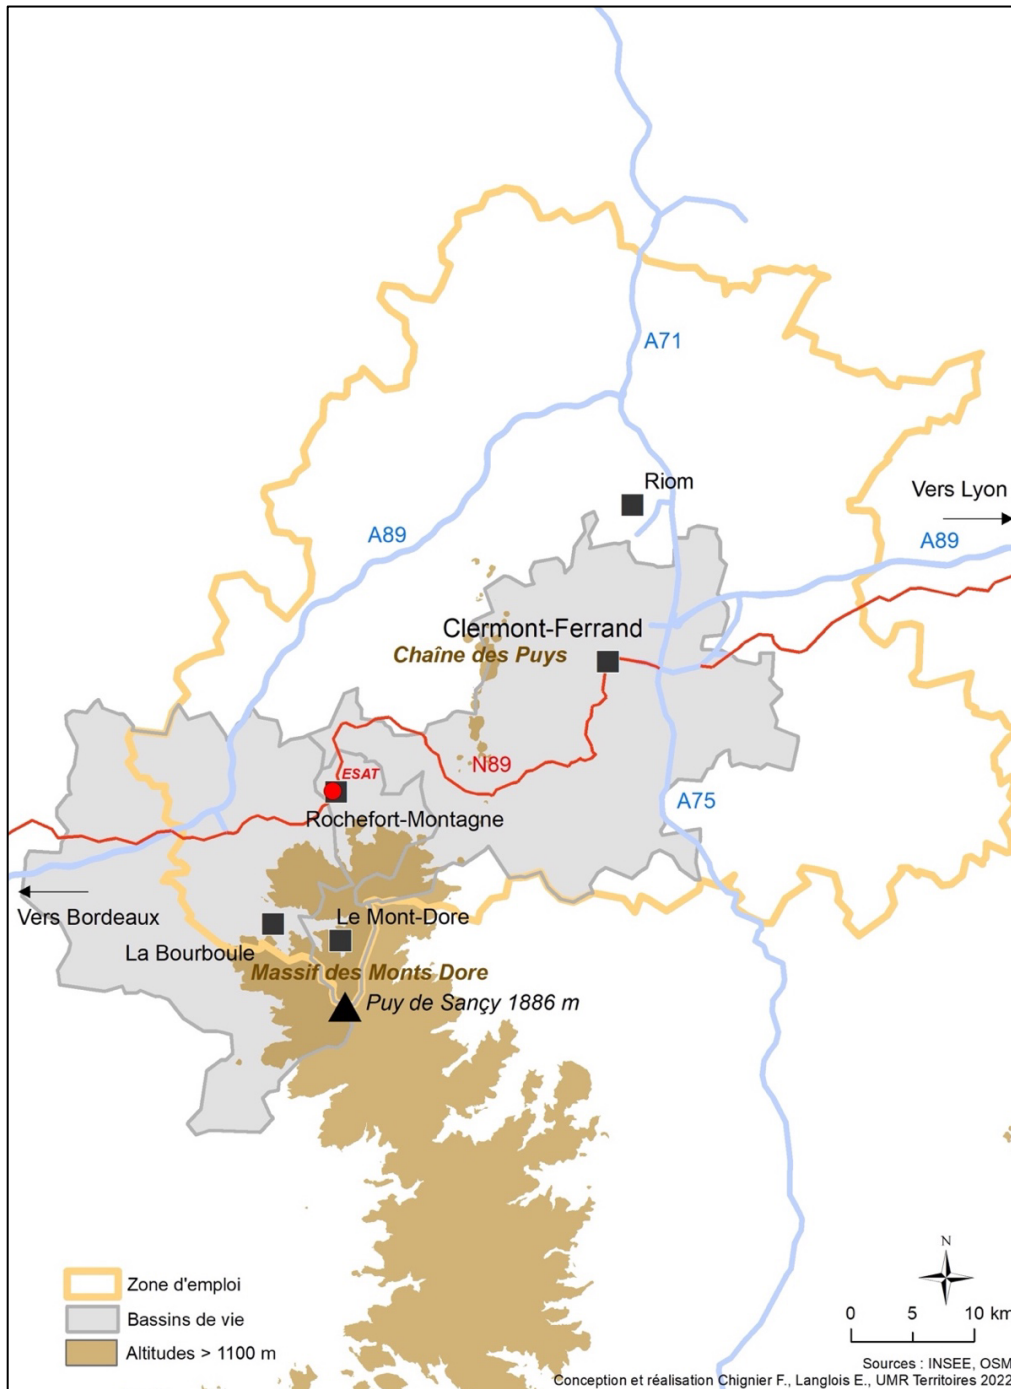 A71
Riom
Vers Lyon
A89
A89
Clermont-Ferrand
Chaîne des Puys
N89
ESAT
A75
Rochefort-Montagne
Vers Bordeaux
Le Mont-Dore
La Bourboule
Massif des Monts Dore
Puy de Sançy 1886 m
Zone d'emploi
Bassins de vie
Altitudes > 1100 m
N
0 5 10 km
Sources : INSEE, OSM
Conception et réalisation Chignier F., Langlois E., UMR Territoires 2022